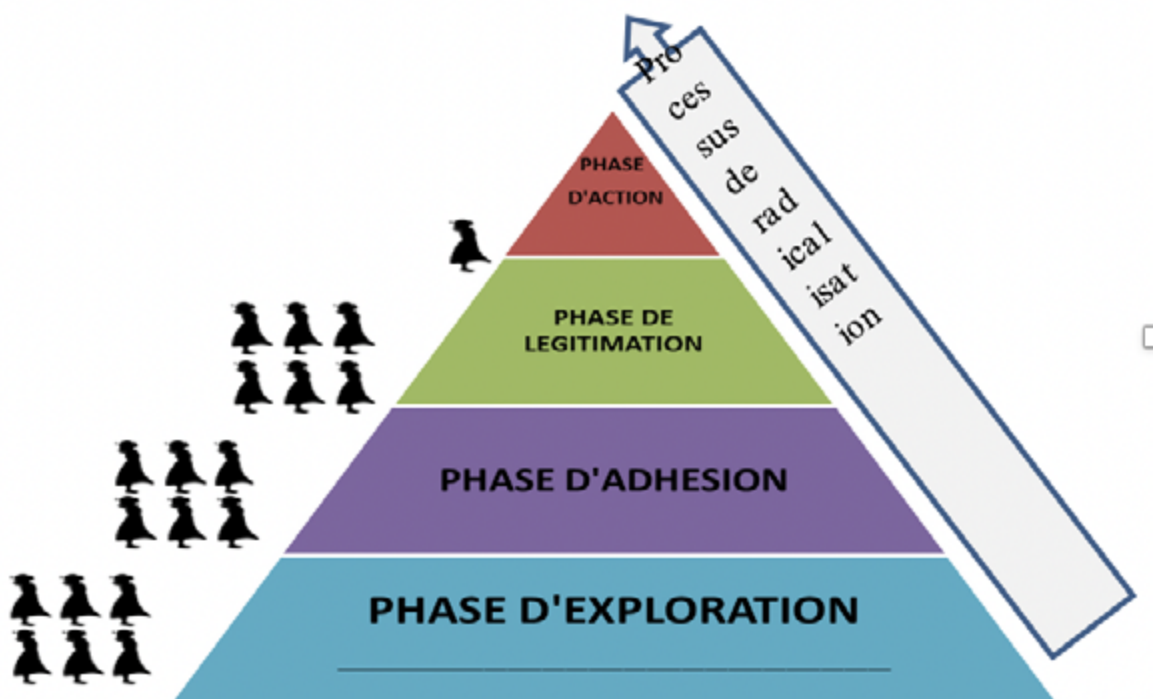 Pro
ces
sus
de
rad
ical
isat
ion
PHASE
D'ACTION
PHASE DE
LEGITIMATION
PHASE D'ADHESION
PHASE D'EXPLORATION